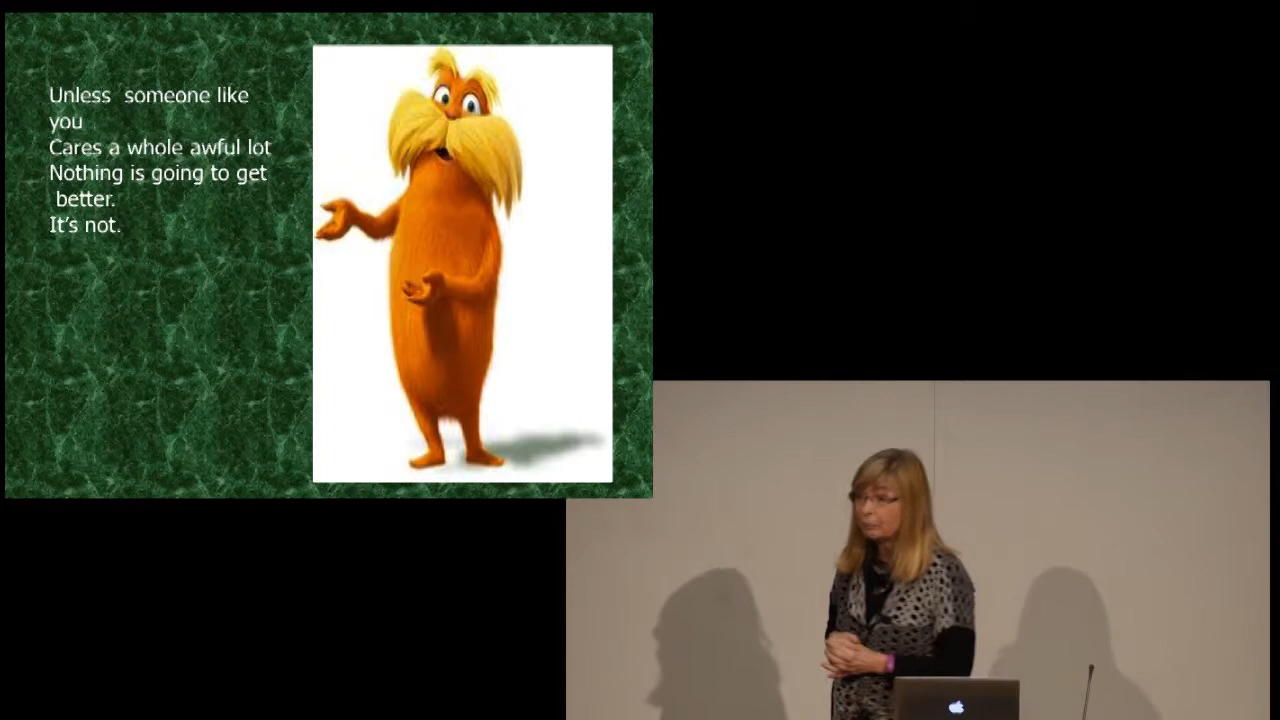 Unless someone like
you
Cares a whole awful lot
Nothing is going to get
better.
It's not.